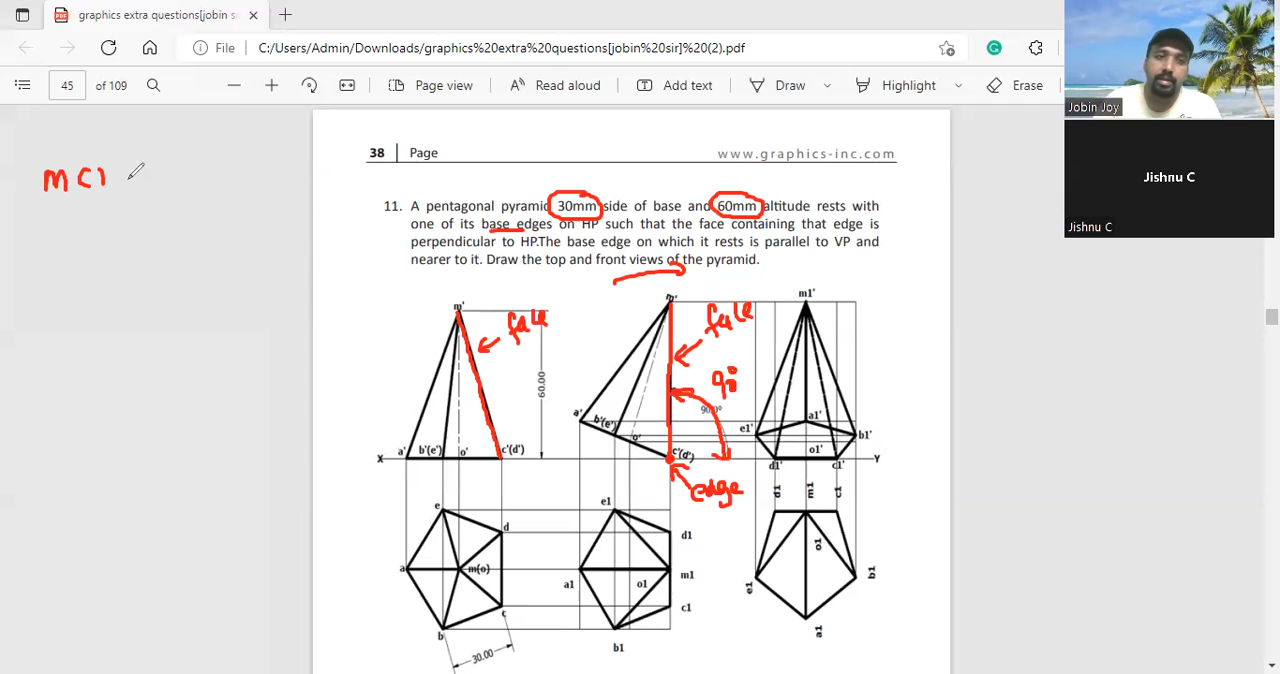 graphics extra questions[jobin si
File
C:/Users/Admin/Downloads/graphics%20extra%20questions[jobin%20sir]%20(2).pdf
45 of 109
Page view
Read aloud
Add text
Draw
Highlight
Erase
Jobin Joy
Jishnu C
Jishnu C
m c1
38 Page
www.graphics-inc.com
11. A pentagonal pyramid 30mm side of base and 60mm altitude rests with
one of its base edges on HP such that the face containing that edge is
perpendicular to HP.The base edge on which it rests is parallel to VP and
nearer to it. Draw the top and front views of the pyramid.
m' m' m1'
face face
60.00
90°
90.0°
a' b'(e') o' c'(d')
a' b'(e') o' c'(d')
e1' a1' b1' o1' d1' c1'
X Y
edge
e d a m(o) c b
30.00
e1 d1 a1 o1 m1 c1 b1
d1 m1 c1 o1 e1 b1 a1